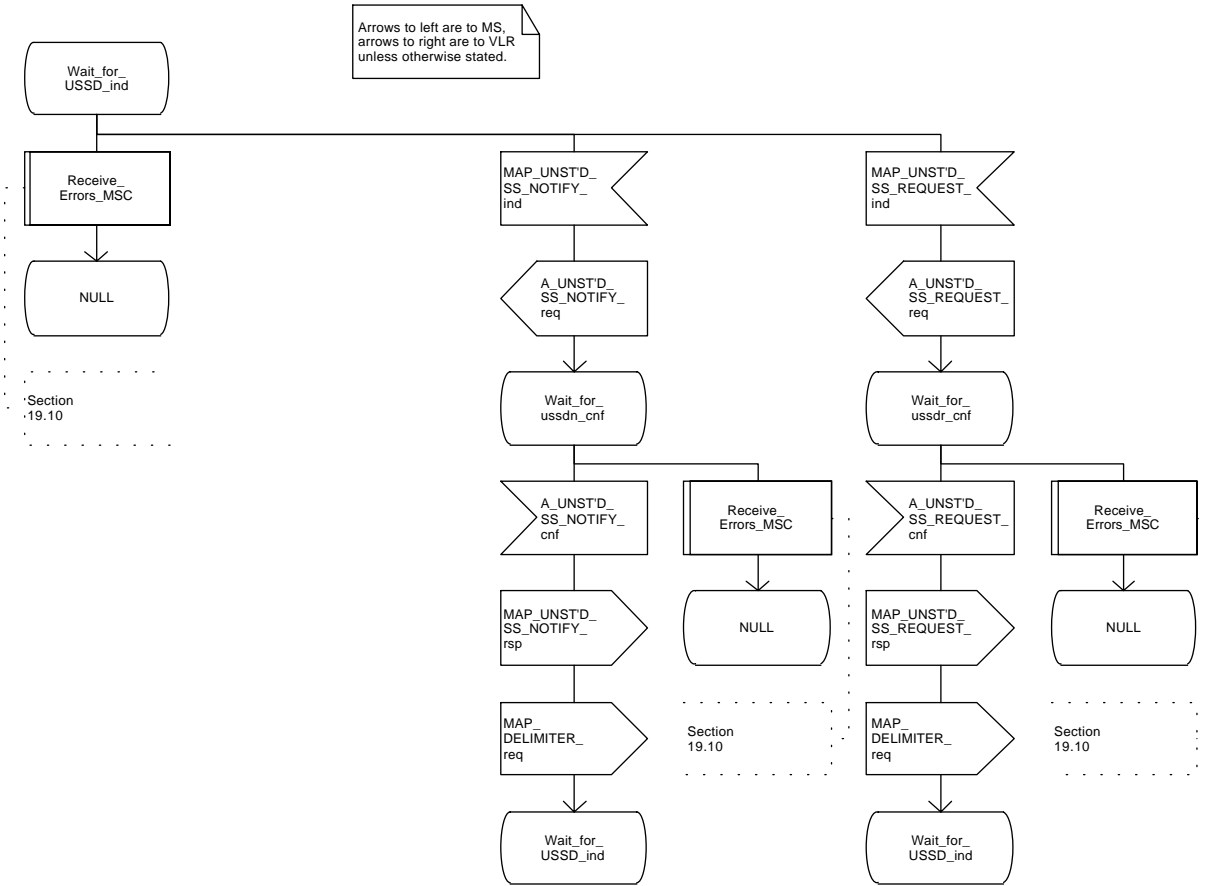 Arrows to left are to MS,
arrows to right are to VLR
unless otherwise stated.
Wait_for_
USSD_ind
Receive_
Errors_MSC
NULL
Section
19.10
MAP_UNST'D_
SS_NOTIFY_
ind
A_UNST'D_
SS_NOTIFY_
req
Wait_for_
ussdn_cnf
A_UNST'D_
SS_NOTIFY_
cnf
MAP_UNST'D_
SS_NOTIFY_
rsp
MAP_
DELIMITER_
req
Wait_for_
USSD_ind
Receive_
Errors_MSC
NULL
Section
19.10
MAP_UNST'D_
SS_REQUEST_
ind
A_UNST'D_
SS_REQUEST_
req
Wait_for_
ussdr_cnf
A_UNST'D_
SS_REQUEST_
cnf
MAP_UNST'D_
SS_REQUEST_
rsp
MAP_
DELIMITER_
req
Wait_for_
USSD_ind
Receive_
Errors_MSC
NULL
Section
19.10